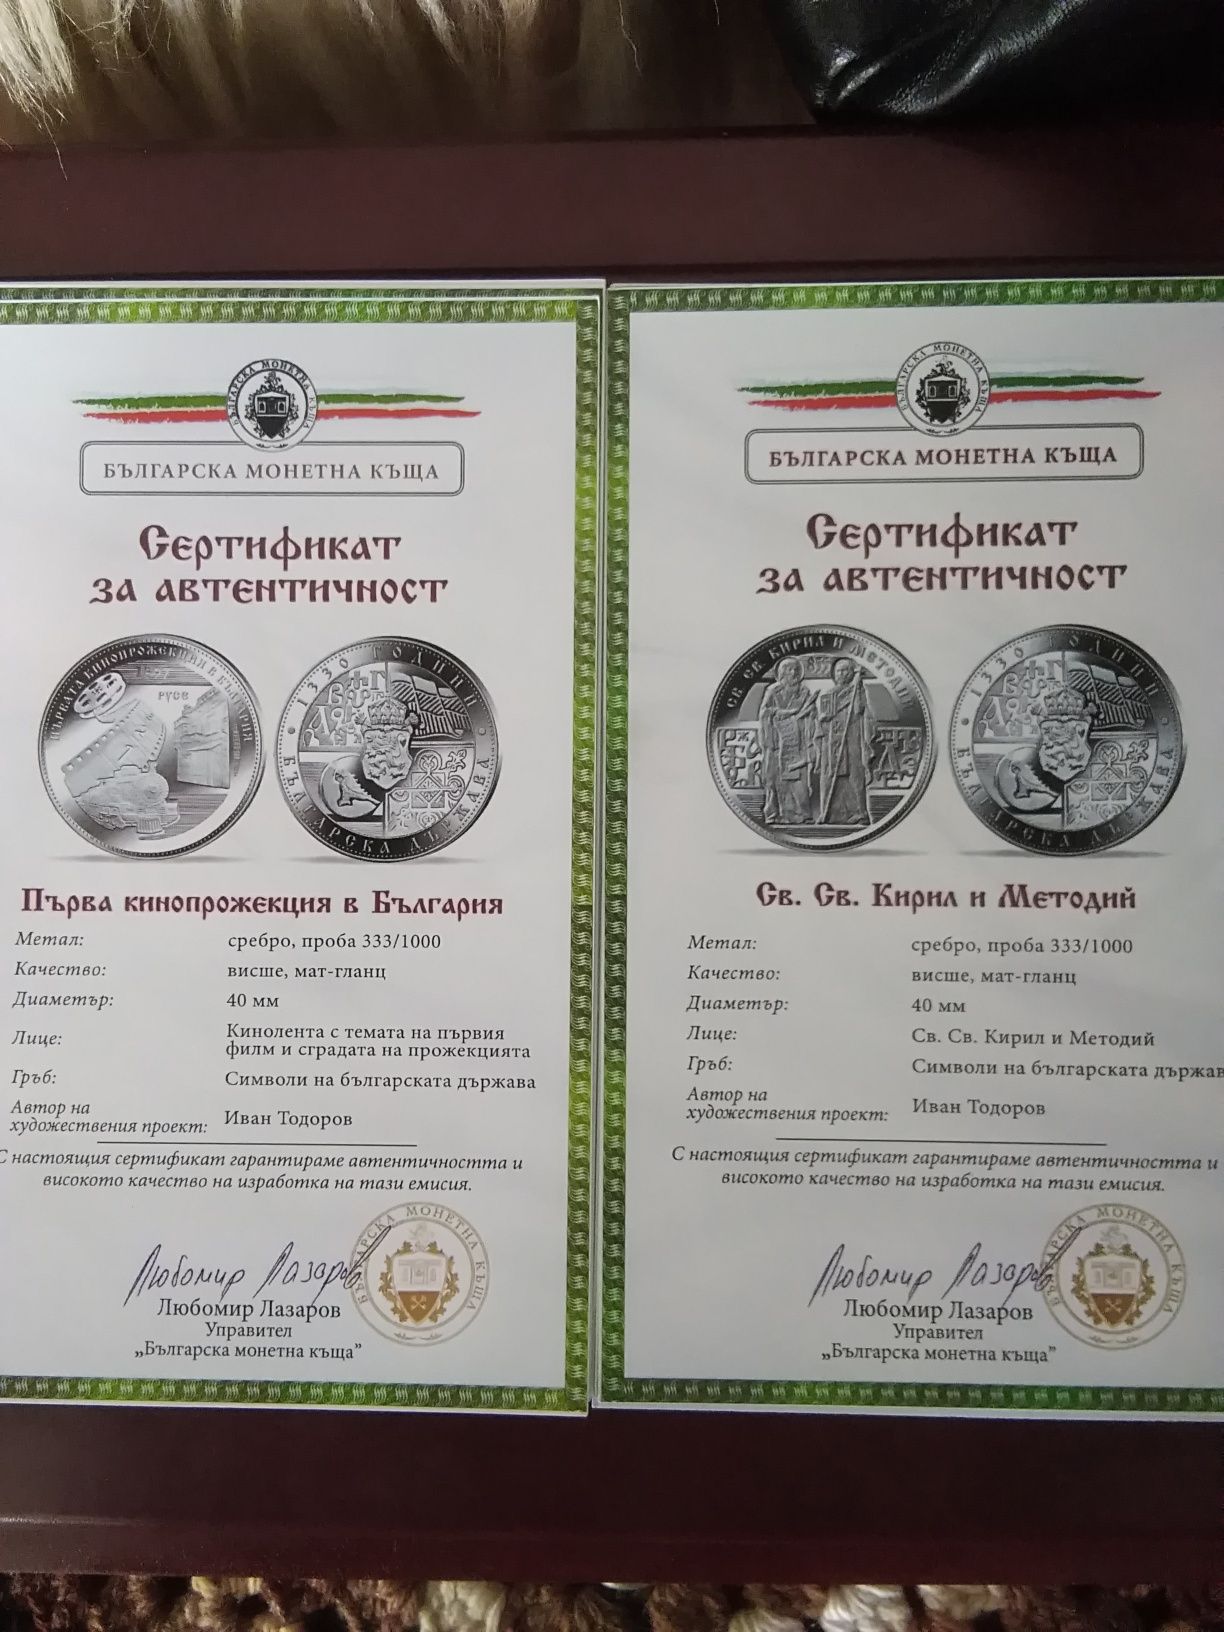 БЪЛГАРСКА МОНЕТНА КЪЩА
БЪЛГАРСКА МОНЕТНА КЪЩА
Сертификат
за автентичност
ПЪРВАТА КИНОПРОЖЕКЦИЯ В БЪЛГАРИЯ
1897
РУСЕ
1330 ГОДИНИ
БЪЛГАРСКА ДЪРЖАВА
Първа кинопрожекция в България
Метал: сребро, проба 333/1000
Качество: висше, мат-гланц
Диаметър: 40 мм
Лице: Кинолента с темата на първия
филм и сградата на прожекцията
Гръб: Символи на българската държава
Автор на
художествения проект: Иван Тодоров
С настоящия сертификат гарантираме автентичността и
високото качество на изработка на тази емисия.
Любомир Лазаров
Любомир Лазаров
Управител
„Българска монетна къща”
БЪЛГАРСКА МОНЕТНА КЪЩА
БЪЛГАРСКА МОНЕТНА КЪЩА
БЪЛГАРСКА МОНЕТНА КЪЩА
Сертификат
за автентичност
СВ СВ КИРИЛ И МЕТОДИЙ
855
1330 ГОДИНИ
БЪЛГАРСКА ДЪРЖАВА
Св. Св. Кирил и Методий
Метал: сребро, проба 333/1000
Качество: висше, мат-гланц
Диаметър: 40 мм
Лице: Св. Св. Кирил и Методий
Гръб: Символи на българската държав
Автор на
художествения проект: Иван Тодоров
С настоящия сертификат гарантираме автентичността и
високото качество на изработка на тази емисия.
Любомир Лазаров
Любомир Лазаров
Управител
„Българска монетна къща”
БЪЛГАРСКА МОНЕТНА КЪЩА